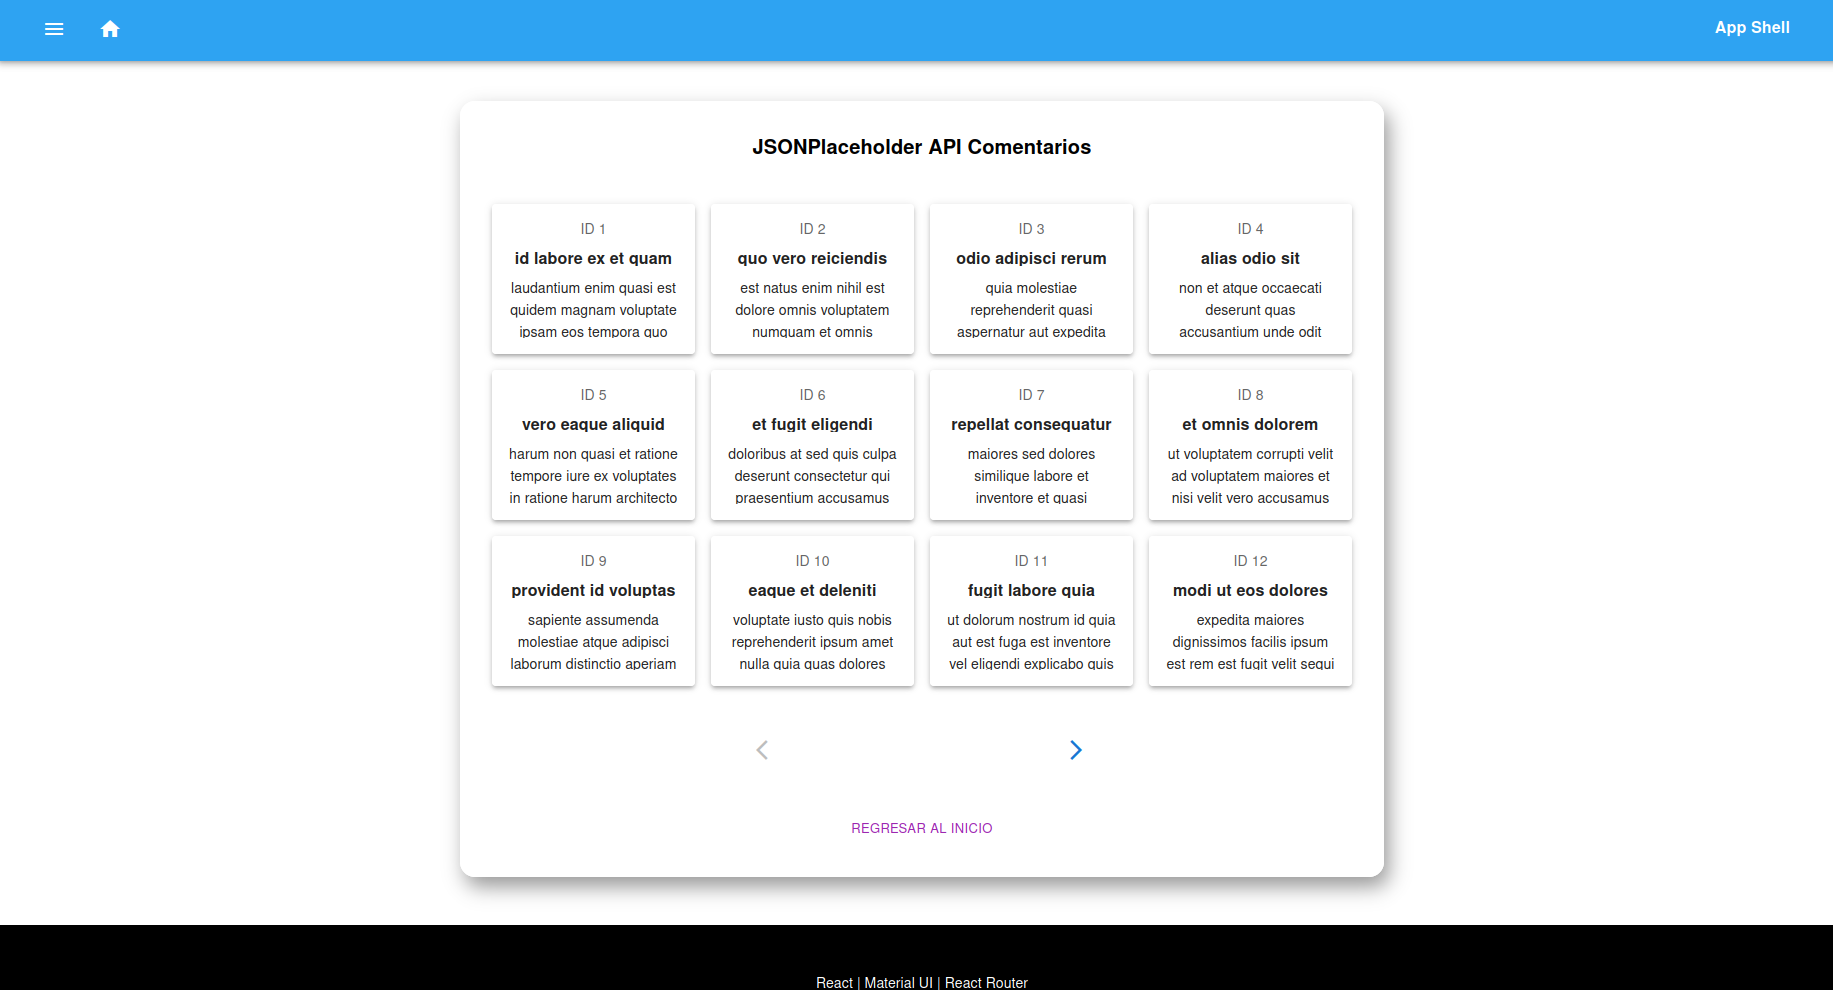 App Shell
JSONPlaceholder API Comentarios
ID 1
id labore ex et quam
laudantium enim quasi est
quidem magnam voluptate
ipsam eos tempora quo
ID 2
quo vero reiciendis
est natus enim nihil est
dolore omnis voluptatem
numquam et omnis
ID 3
odio adipisci rerum
quia molestiae
reprehenderit quasi
aspernatur aut expedita
ID 4
alias odio sit
non et atque occaecati
deserunt quas
accusantium unde odit
ID 5
vero eaque aliquid
harum non quasi et ratione
tempore iure ex voluptates
in ratione harum architecto
ID 6
et fugit eligendi
doloribus at sed quis culpa
deserunt consectetur qui
praesentium accusamus
ID 7
repellat consequatur
maiores sed dolores
similique labore et
inventore et quasi
ID 8
et omnis dolorem
ut voluptatem corrupti velit
ad voluptatem maiores et
nisi velit vero accusamus
ID 9
provident id voluptas
sapiente assumenda
molestiae atque adipisci
laborum distinctio aperiam
ID 10
eaque et deleniti
voluptate iusto quis nobis
reprehenderit ipsum amet
nulla quia quas dolores
ID 11
fugit labore quia
ut dolorum nostrum id quia
aut est fuga est inventore
vel eligendi explicabo quis
ID 12
modi ut eos dolores
expedita maiores
dignissimos facilis ipsum
est rem est fugit velit sequi
REGRESAR AL INICIO
React | Material UI | React Router